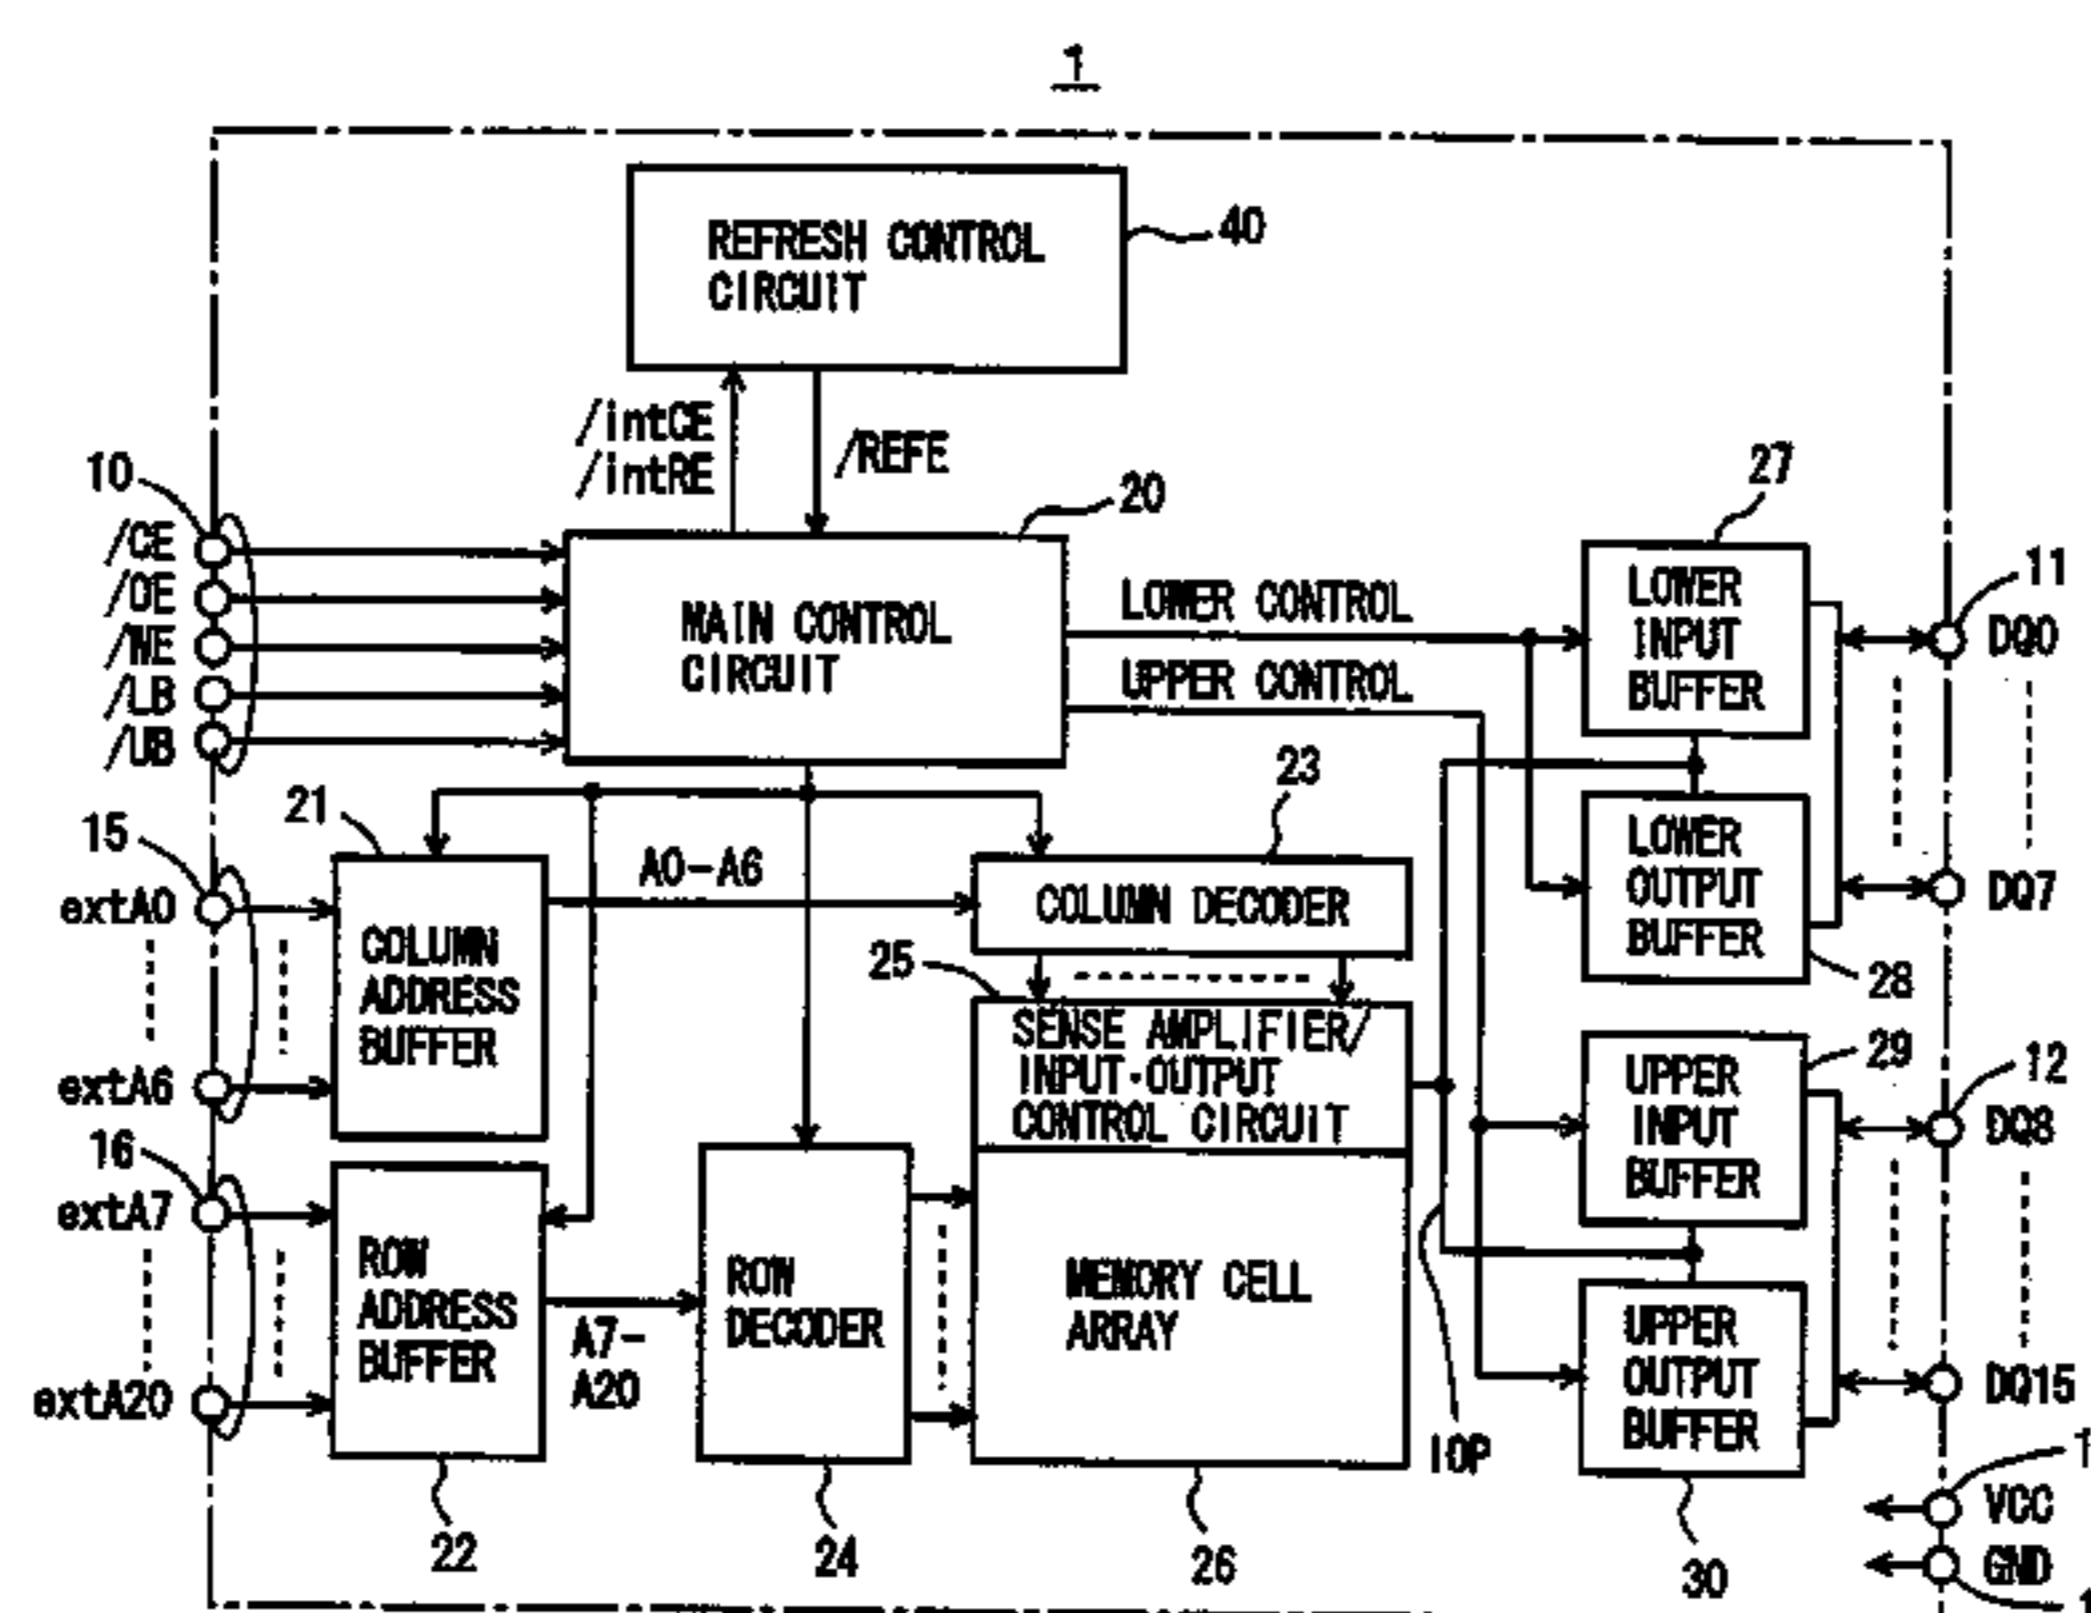 1
REFRESH CONTROL
CIRCUIT
40
/intCE
/intRE
/REFE
10
/CE
/OE
/WE
/LB
/UB
20
MAIN CONTROL
CIRCUIT
LOWER CONTROL
UPPER CONTROL
27
LOWER
INPUT
BUFFER
11
DQ0
15
21
extA0
extA6
COLUMN
ADDRESS
BUFFER
A0-A6
23
COLUMN DECODER
LOWER
OUTPUT
BUFFER
28
DQ7
25
SENSE AMPLIFIER/
INPUT·OUTPUT
CONTROL CIRCUIT
29
UPPER
INPUT
BUFFER
12
DQ8
16
extA7
extA20
ROW
ADDRESS
BUFFER
22
A7-
A20
ROW
DECODER
24
MEMORY CELL
ARRAY
26
IOP
UPPER
OUTPUT
BUFFER
30
DQ15
VCC
GND